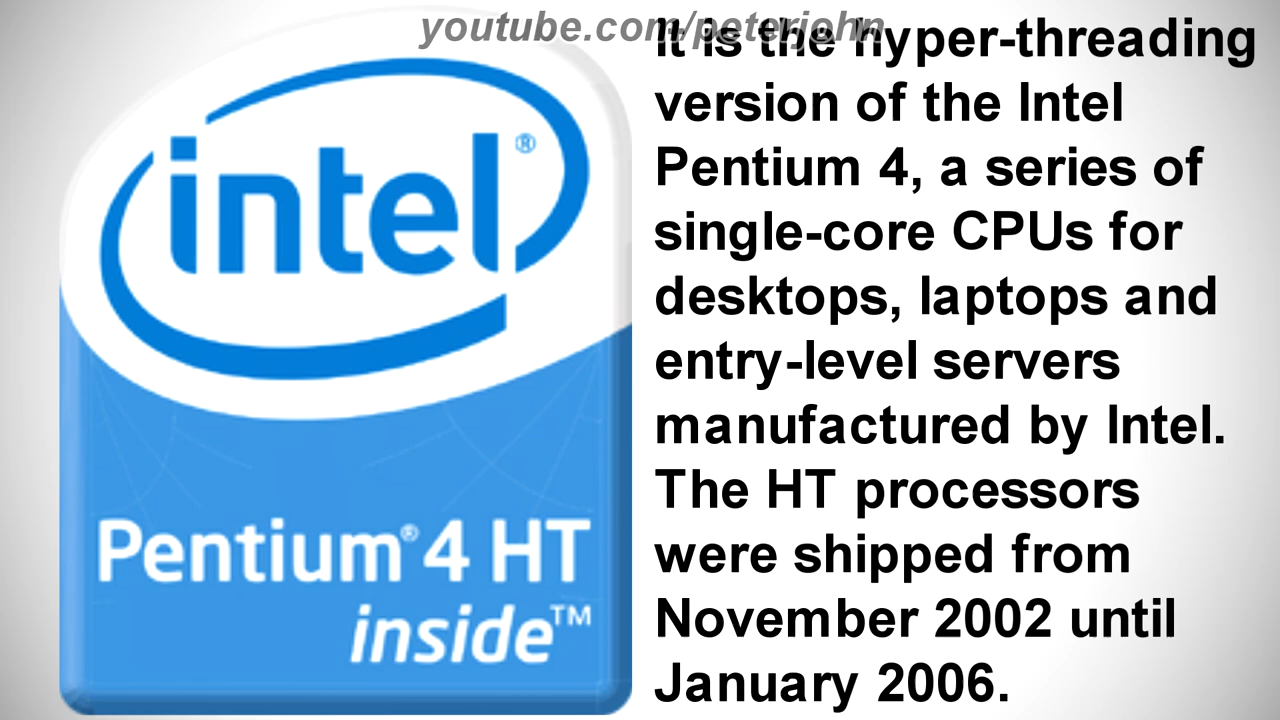 youtube.com/peterjohn
intel®
Pentium® 4 HT
inside™
It is the hyper-threading
version of the Intel
Pentium 4, a series of
single-core CPUs for
desktops, laptops and
entry-level servers
manufactured by Intel.
The HT processors
were shipped from
November 2002 until
January 2006.